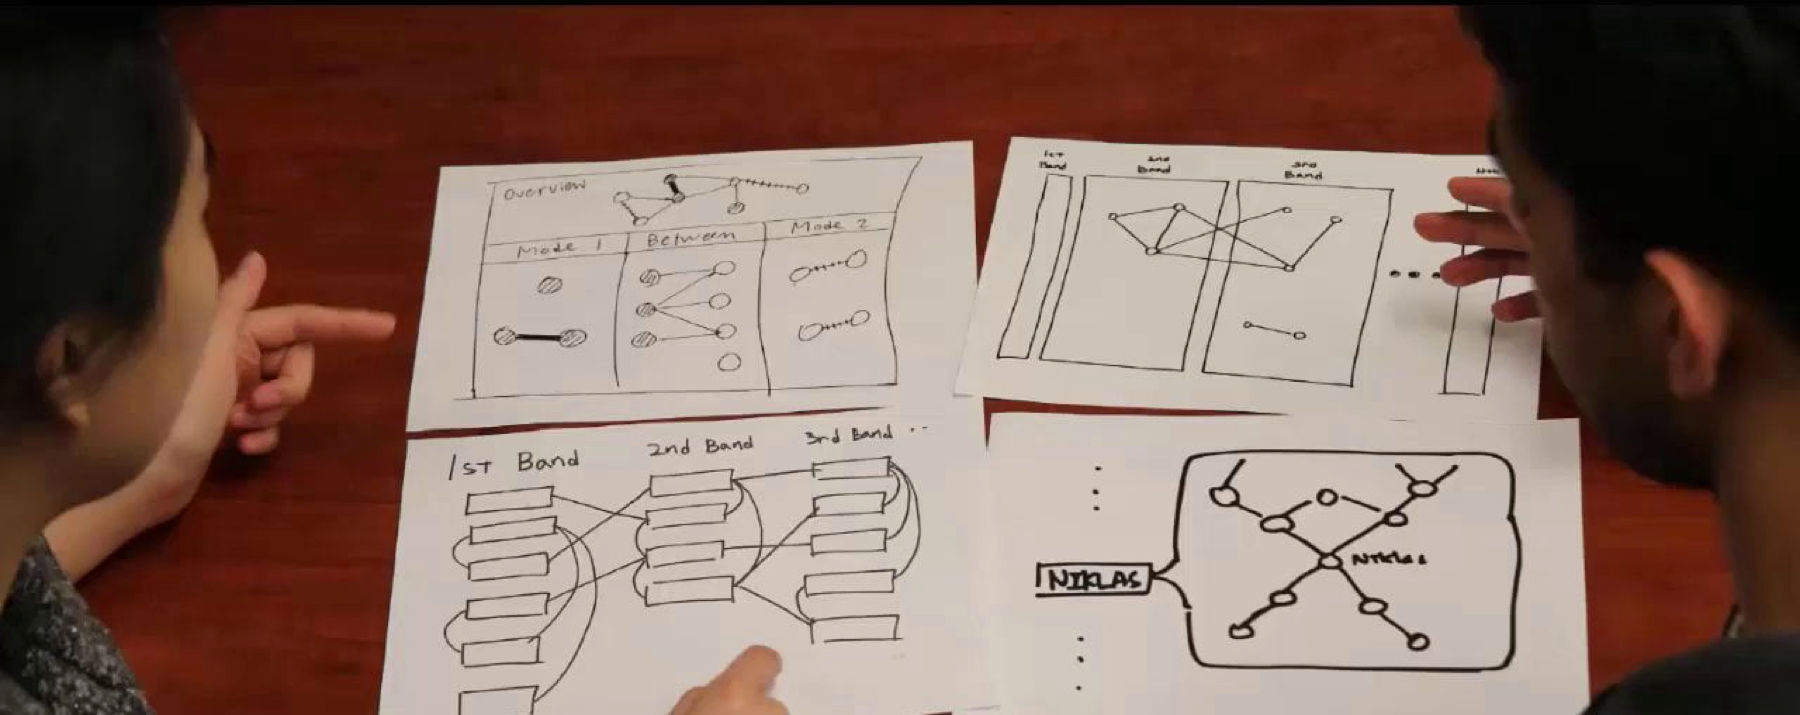 Overview
Mode 1 Between Mode 2
1st Band
2nd Band
3rd Band
1st Band 2nd Band 3rd Band ..
NIKLAS
Niklas